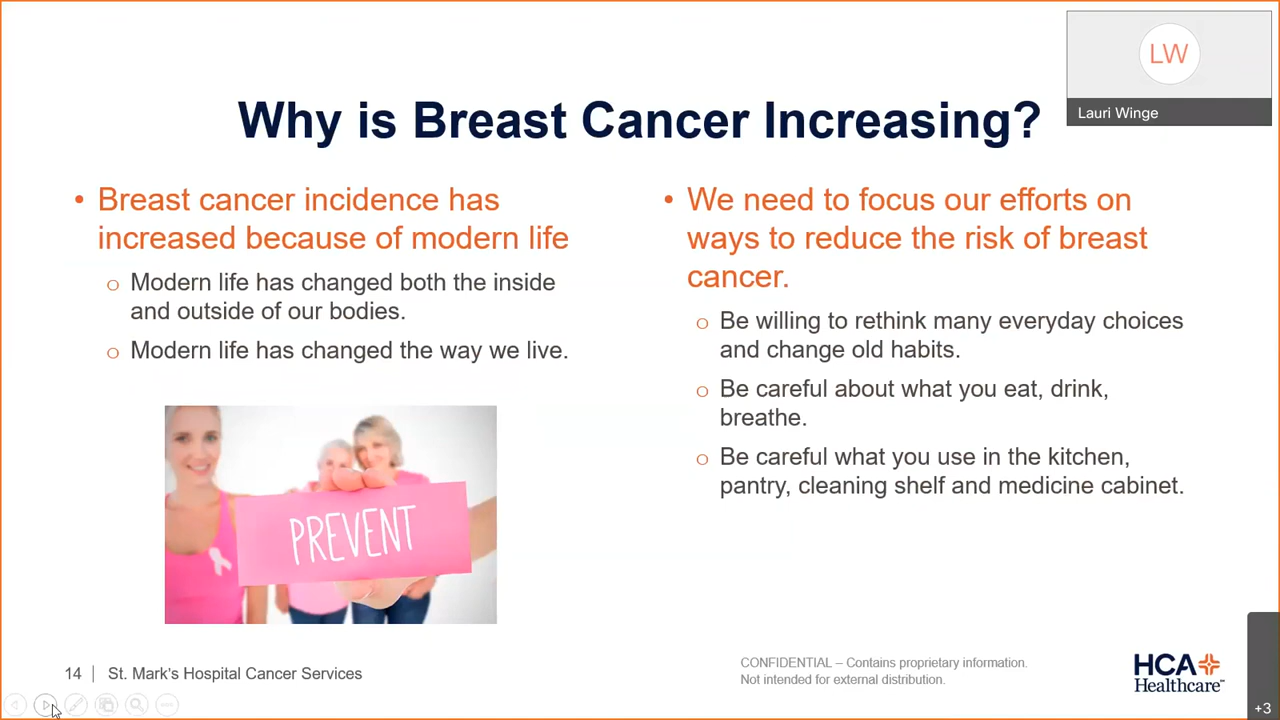 LW
Lauri Winge
Why is Breast Cancer Increasing?
• Breast cancer incidence has
increased because of modern life
o Modern life has changed both the inside
and outside of our bodies.
o Modern life has changed the way we live.
PREVENT
• We need to focus our efforts on
ways to reduce the risk of breast
cancer.
o Be willing to rethink many everyday choices
and change old habits.
o Be careful about what you eat, drink,
breathe.
o Be careful what you use in the kitchen,
pantry, cleaning shelf and medicine cabinet.
14 | St. Mark's Hospital Cancer Services
CONFIDENTIAL – Contains proprietary information.
Not intended for external distribution.
HCA
Healthcare™
+3